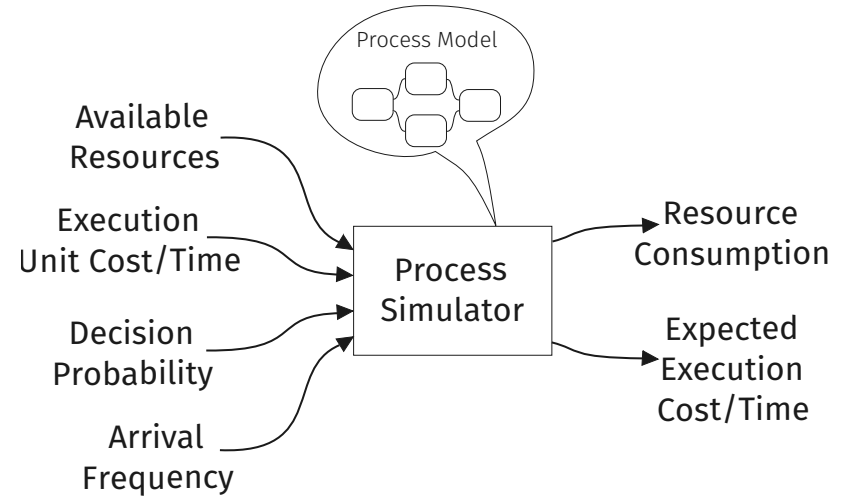 Process Model
Available
Resources
Execution
Unit Cost/Time
Decision
Probability
Arrival
Frequency
Process
Simulator
Resource
Consumption
Expected
Execution
Cost/Time